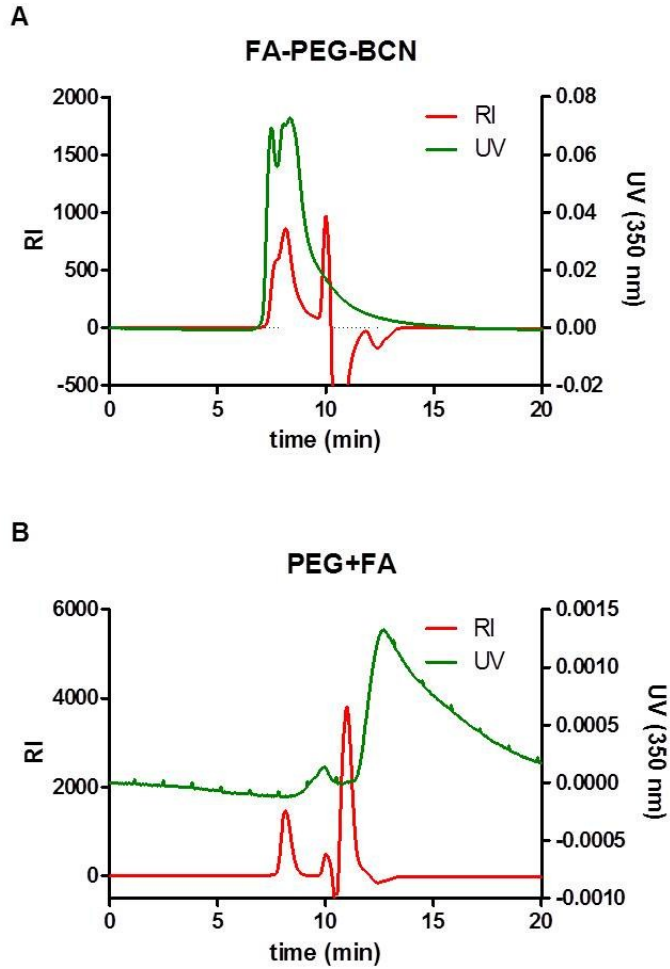 A
FA-PEG-BCN
2000
1500
1000
500
0
-500
RI
RI
UV
0.08
0.06
0.04
0.02
0.00
-0.02
UV (350 nm)
0
5
10
15
20
time (min)
B
PEG+FA
6000
4000
2000
0
RI
RI
UV
0.0015
0.0010
0.0005
0.0000
-0.0005
-0.0010
UV (350 nm)
0
5
10
15
20
time (min)